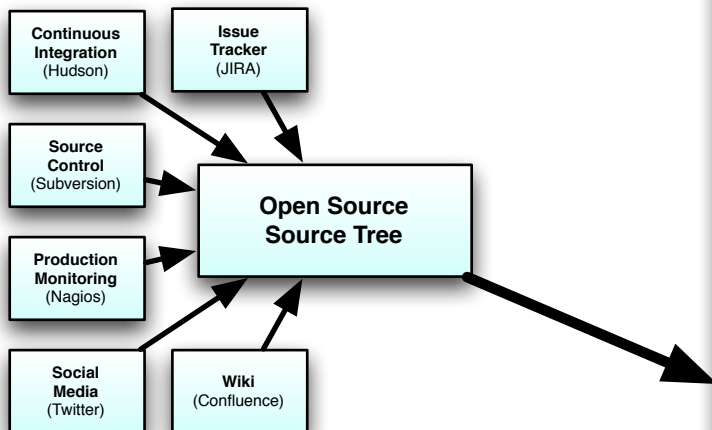 Continuous
Integration
(Hudson)
Issue
Tracker
(JIRA)
Source
Control
(Subversion)
Open Source
Source Tree
Production
Monitoring
(Nagios)
Social
Media
(Twitter)
Wiki
(Confluence)